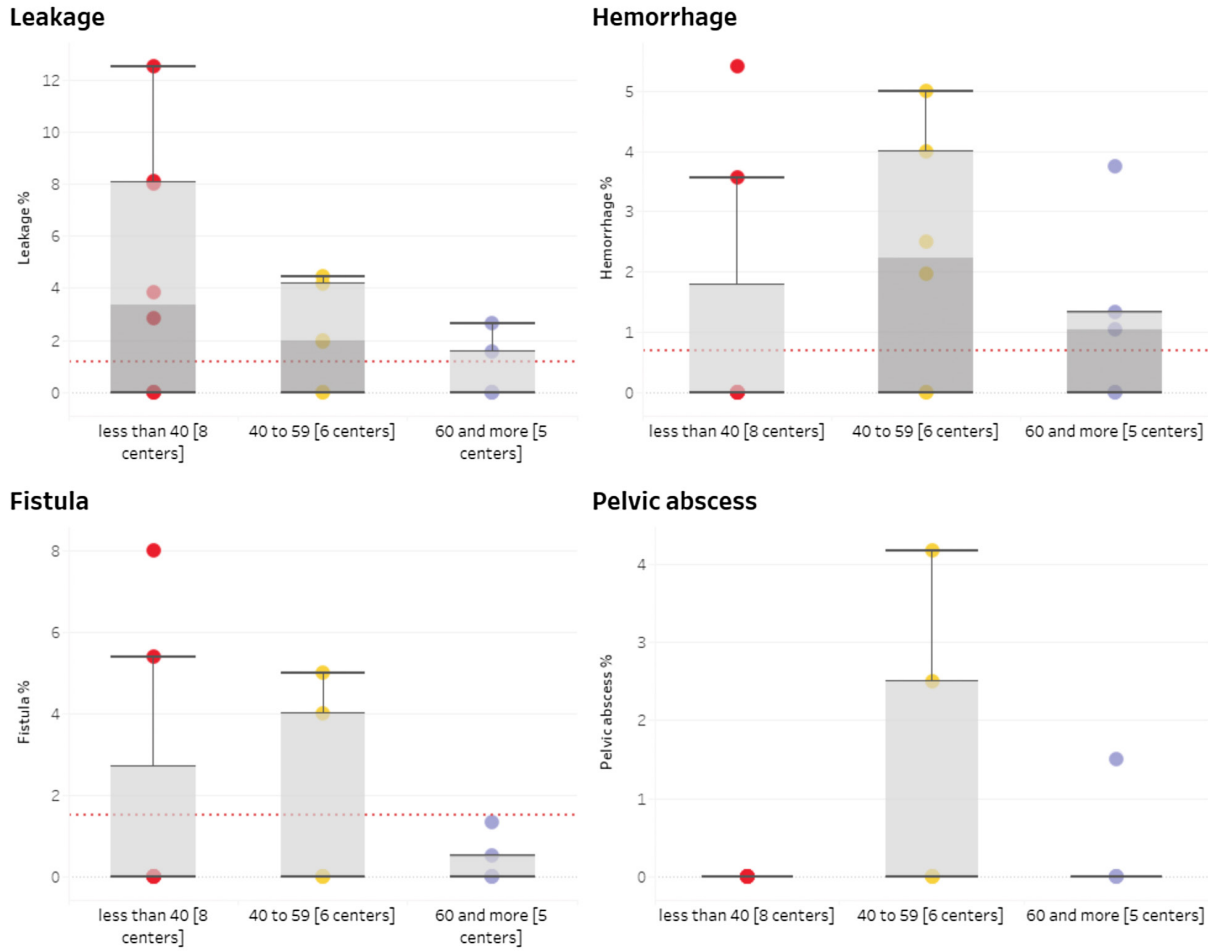 Leakage
12
10
8
6
4
2
0
Leakage %
less than 40 [8
centers]
40 to 59 [6 centers]
60 and more [5
centers]
Hemorrhage
5
4
3
2
1
0
Hemorrhage %
less than 40 [8 centers]
40 to 59 [6 centers]
60 and more [5 centers]
Fistula
8
6
4
2
0
Fistula %
less than 40 [8
centers]
40 to 59 [6 centers]
60 and more [5
centers]
Pelvic abscess
4
3
2
1
0
Pelvic abscess %
less than 40 [8 centers]
40 to 59 [6 centers]
60 and more [5 centers]